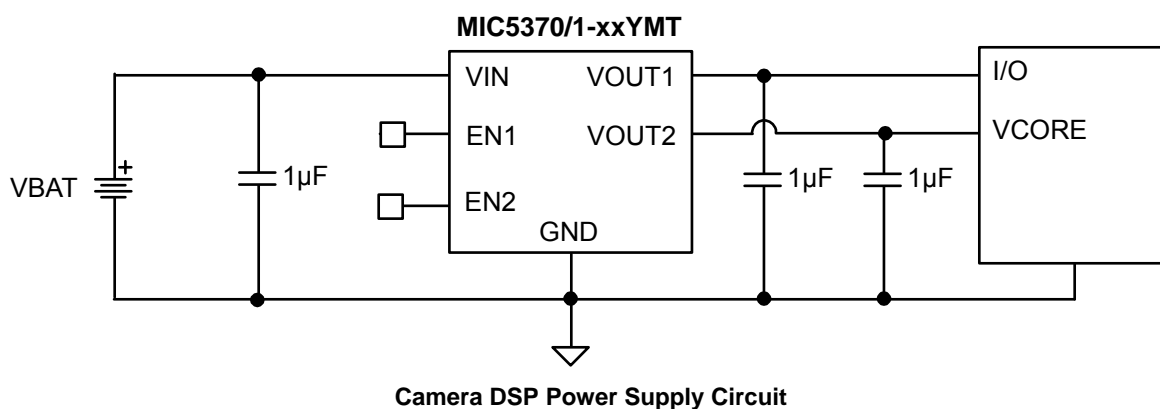 MIC5370/1-xxYMT
VIN
VOUT1
I/O
EN1
VOUT2
VCORE
+
VBAT
1µF
EN2
1µF
1µF
GND
Camera DSP Power Supply Circuit